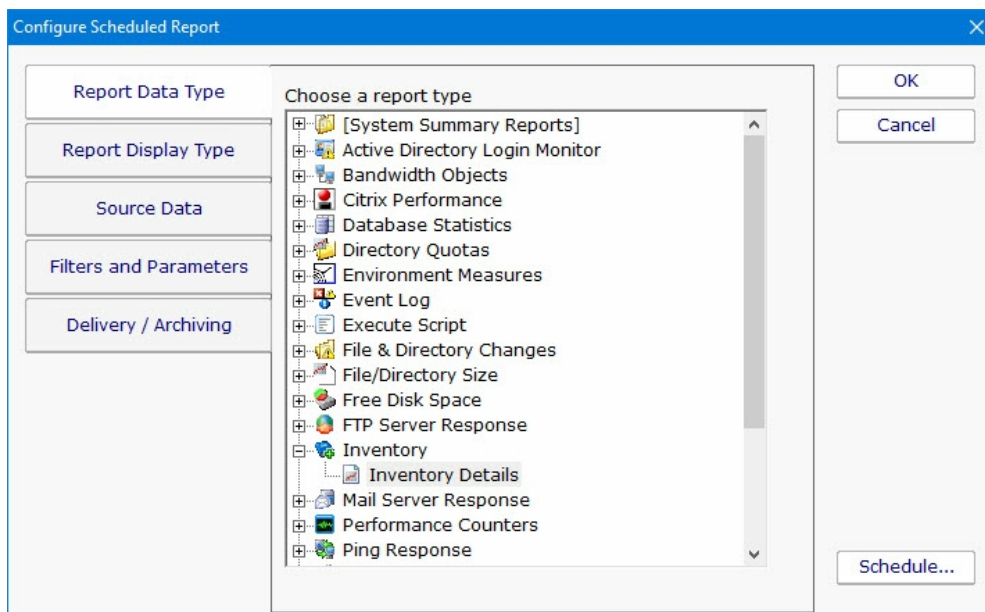 Configure Scheduled Report
Report Data Type
Report Display Type
Source Data
Filters and Parameters
Delivery / Archiving
Choose a report type
[System Summary Reports]
Active Directory Login Monitor
Bandwidth Objects
Citrix Performance
Database Statistics
Directory Quotas
Environment Measures
Event Log
Execute Script
File & Directory Changes
File/Directory Size
Free Disk Space
FTP Server Response
Inventory
Inventory Details
Mail Server Response
Performance Counters
Ping Response
OK
Cancel
Schedule...